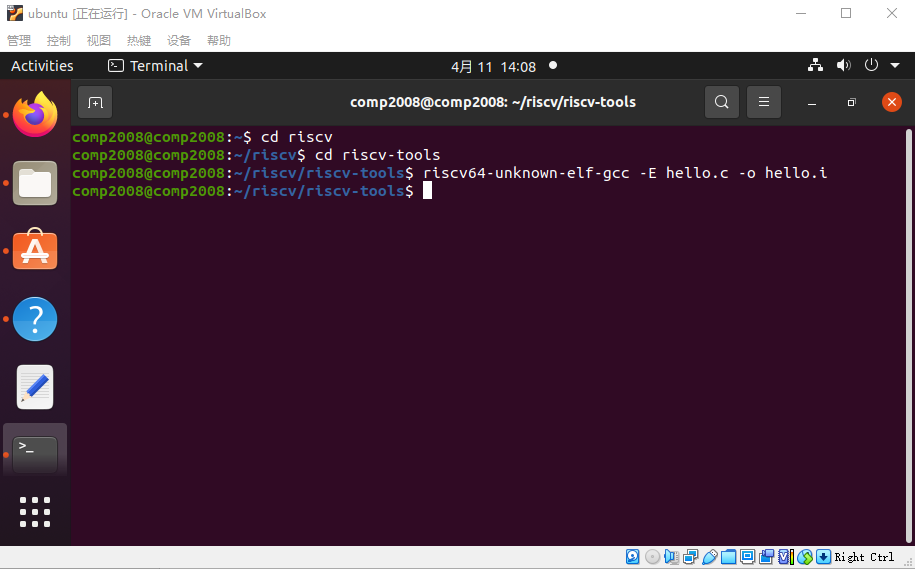 ubuntu [正在运行] - Oracle VM VirtualBox
管理 控制 视图 热键 设备 帮助
Activities Terminal 4月 11 14:08
comp2008@comp2008: ~/riscv/riscv-tools
comp2008@comp2008:~$ cd riscv
comp2008@comp2008:~/riscv$ cd riscv-tools
comp2008@comp2008:~/riscv/riscv-tools$ riscv64-unknown-elf-gcc -E hello.c -o hello.i
comp2008@comp2008:~/riscv/riscv-tools$
Right Ctrl